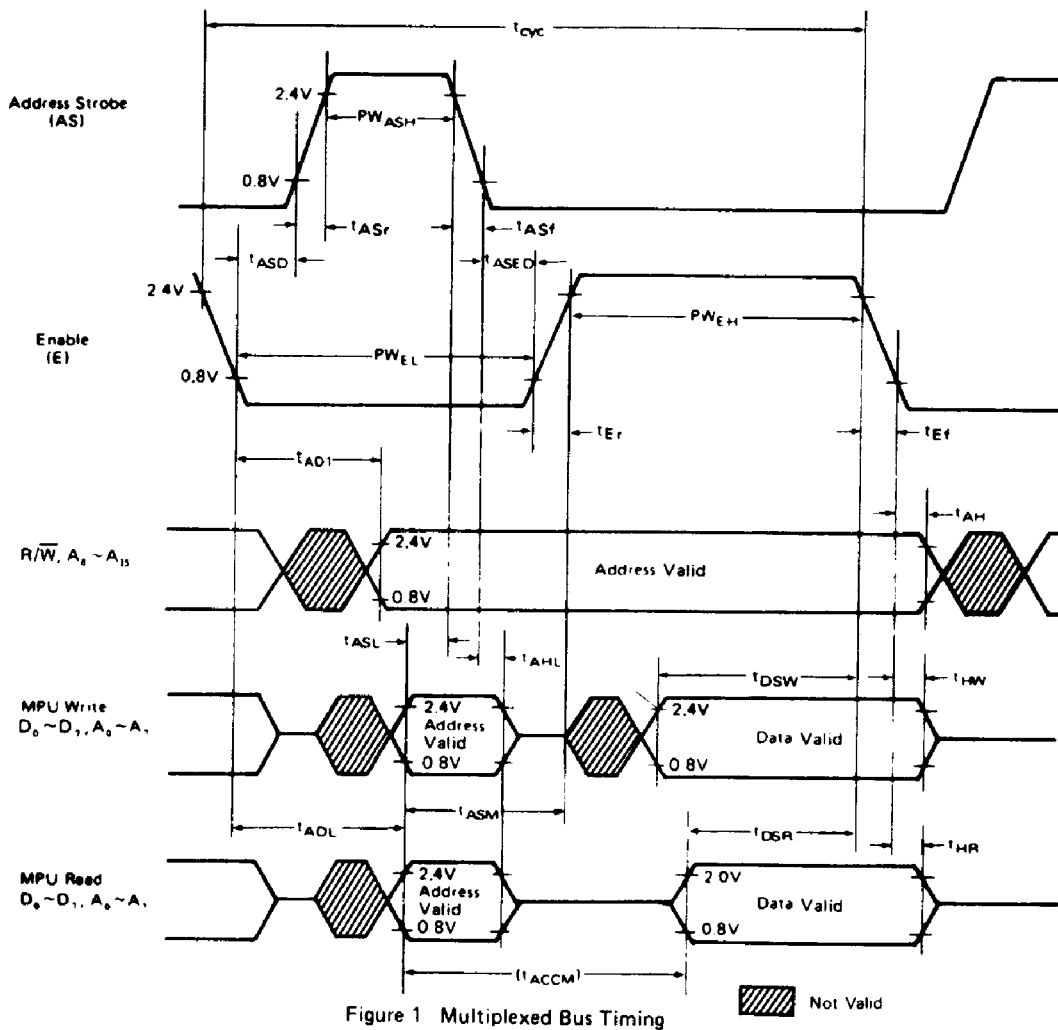 tcyc
Address Strobe
(AS)
2.4V
PWASH
0.8V
tASr
tASf
tASD
tASED
2.4V
Enable
(E)
PWEH
PWEL
0.8V
tEr
tEf
tAD1
tAH
R/W̅, A8 ~ A15
2.4V
Address Valid
0.8V
tASL
tAHL
tDSW
tHW
MPU Write
D0~D7, A0~A7
2.4V
Address
Valid
0.8V
2.4V
Data Valid
0.8V
tASM
tADL
tDSR
tHR
MPU Read
D0~D7, A0~A7
2.4V
Address
Valid
0.8V
2.0V
Data Valid
0.8V
(tACCM)
Not Valid
Figure 1 Multiplexed Bus Timing